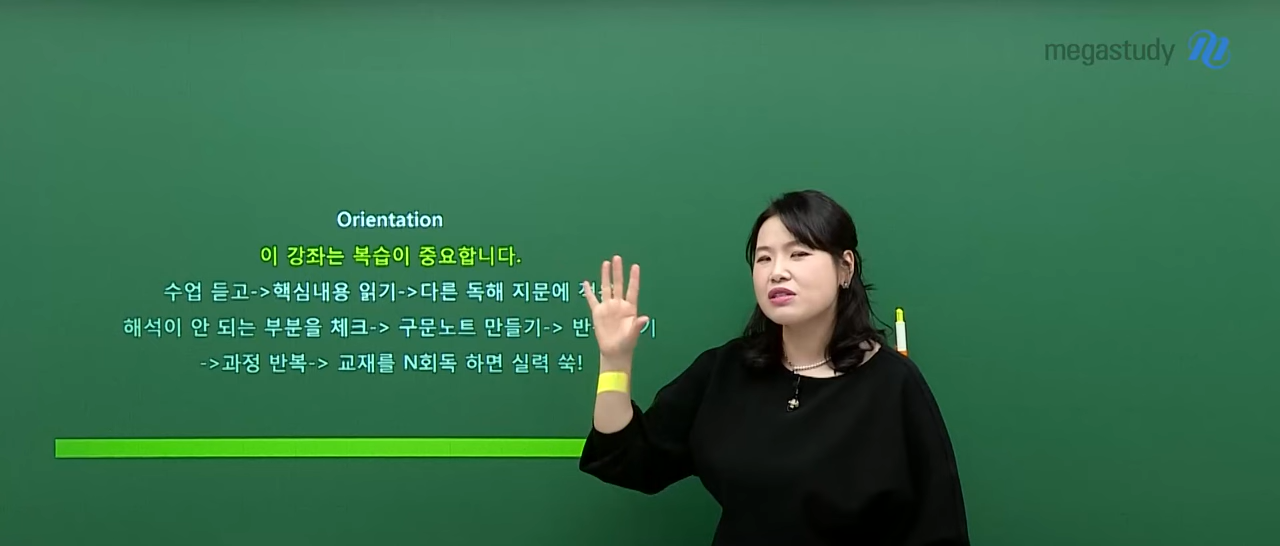 megastudy
Orientation
이 강좌는 복습이 중요합니다.
수업 듣고->핵심내용 읽기->다른 독해 지문에
해석이 안 되는 부분을 체크-> 구문노트 만들기->
->과정 반복-> 교재를 N회독 하면 실력 쑥!